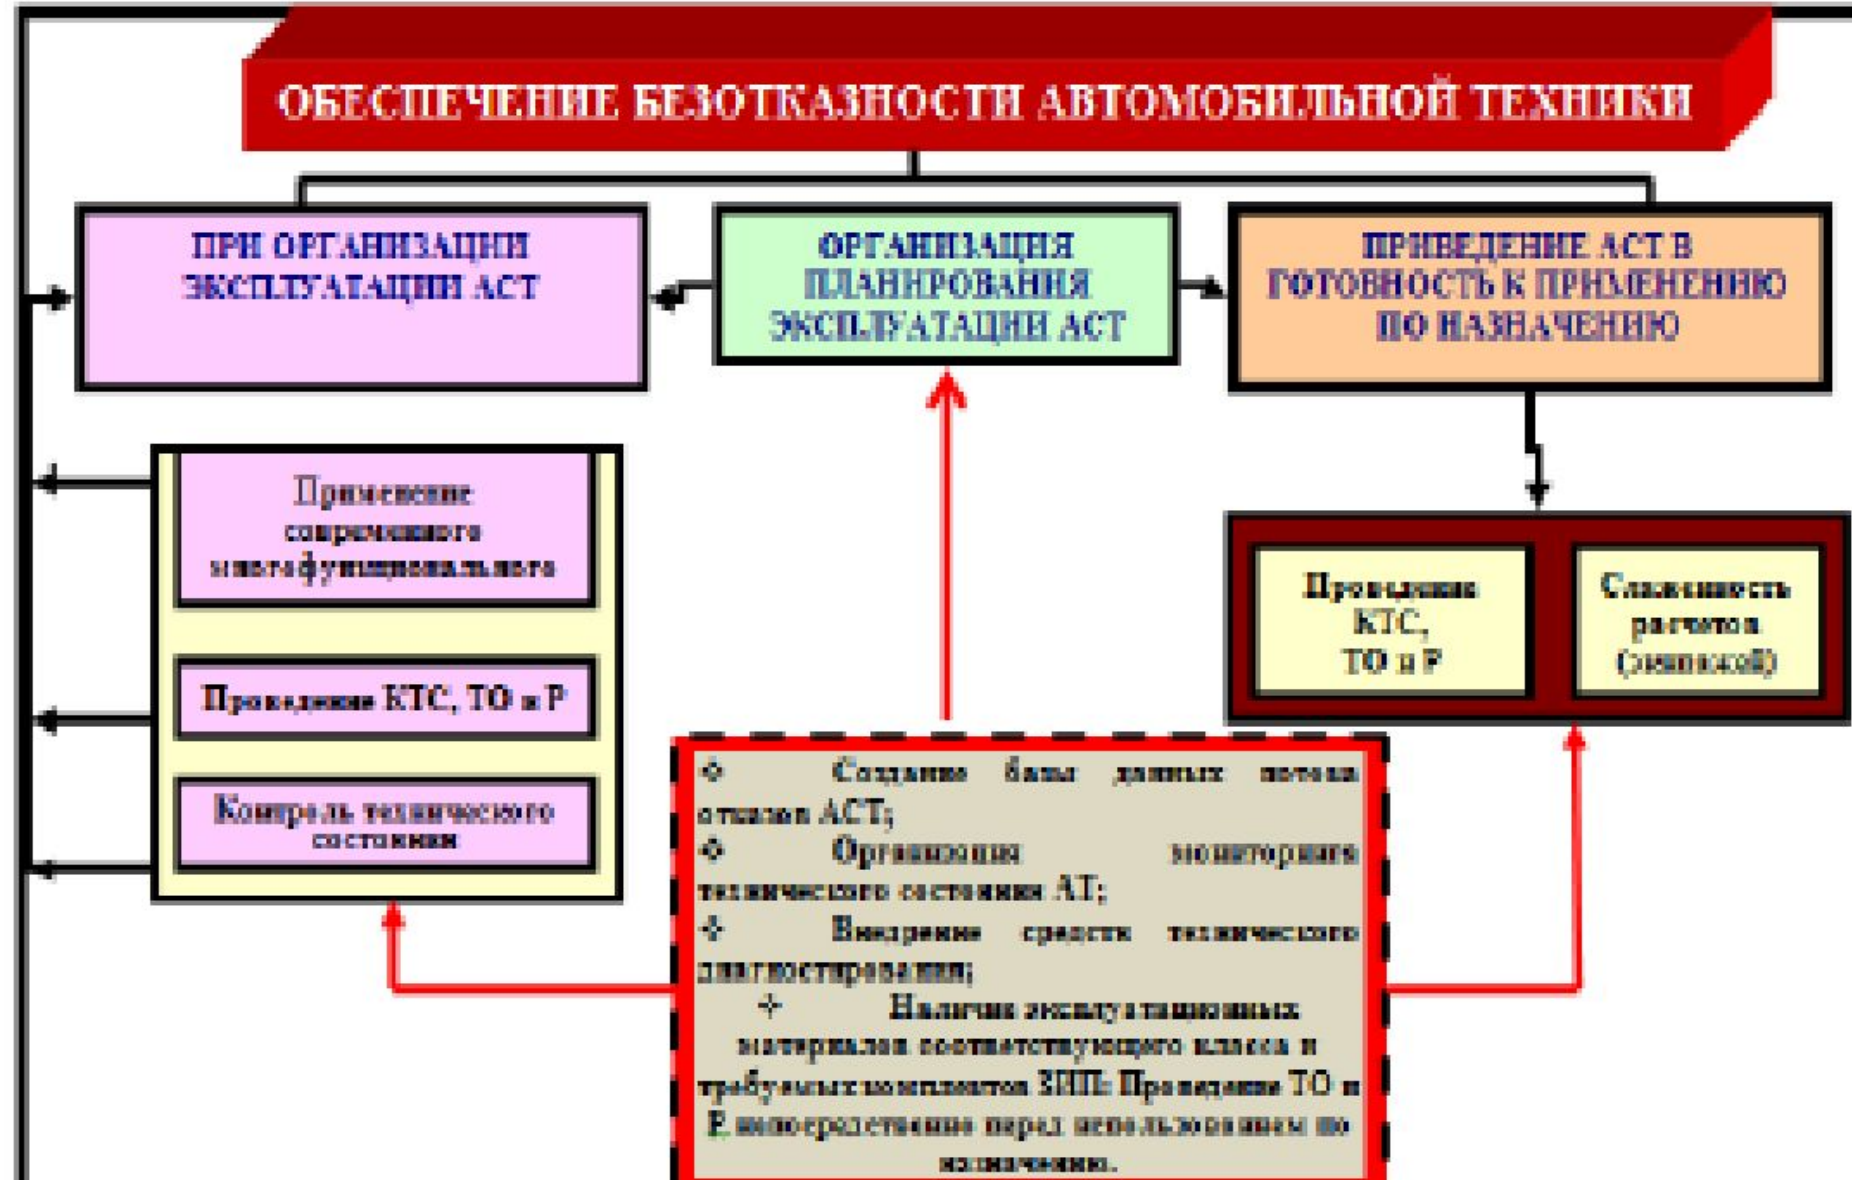 ОБЕСПЕЧЕНИЕ БЕЗОТКАЗНОСТИ АВТОМОБИЛЬНОЙ ТЕХНИКИ
ПРИ ОРГАНИЗАЦИИ
ЭКСПЛУАТАЦИИ АСТ
ОРГАНИЗАЦИЯ
ПЛАНИРОВАНИЯ
ЭКСПЛУАТАЦИИ АСТ
ПРИВЕДЕНИЕ АСТ В
ГОТОВНОСТЬ К ПРИМЕНЕНИЮ
ПО НАЗНАЧЕНИЮ
Применение
современного
многофункционального
Проведение КТС, ТО и Р
Контроль технического
состояния
Проведение
КТС,
ТО и Р
Слаженность
расчетов
(экипажей)
❖ Создание базы данных потока
отказов АСТ;
❖ Организация мониторинга
технического состояния АТ;
❖ Внедрение средств технического
диагностирования;
❖ Наличие эксплуатационных
материалов соответствующего класса и
требуемых комплектов ЗИП: Проведение ТО и
Р непосредственно перед использованием по
назначению.